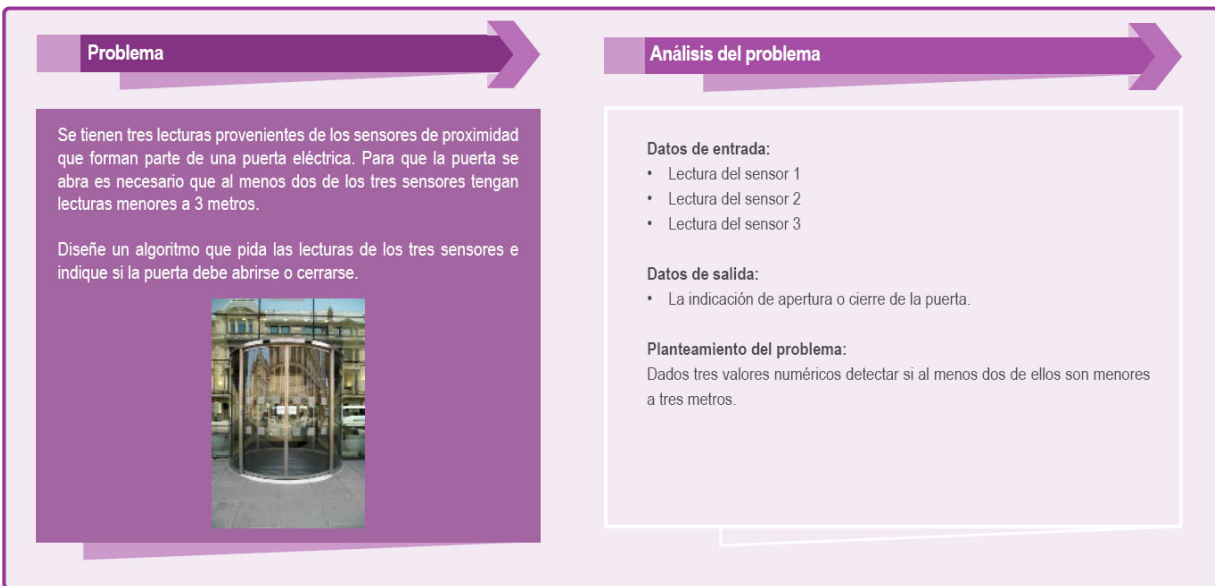 Problema
Se tienen tres lecturas provenientes de los sensores de proximidad
que forman parte de una puerta eléctrica. Para que la puerta se
abra es necesario que al menos dos de los tres sensores tengan
lecturas menores a 3 metros.
Diseñe un algoritmo que pida las lecturas de los tres sensores e
indique si la puerta debe abrirse o cerrarse.
Análisis del problema
Datos de entrada:
• Lectura del sensor 1
• Lectura del sensor 2
• Lectura del sensor 3
Datos de salida:
• La indicación de apertura o cierre de la puerta.
Planteamiento del problema:
Dados tres valores numéricos detectar si al menos dos de ellos son menores
a tres metros.